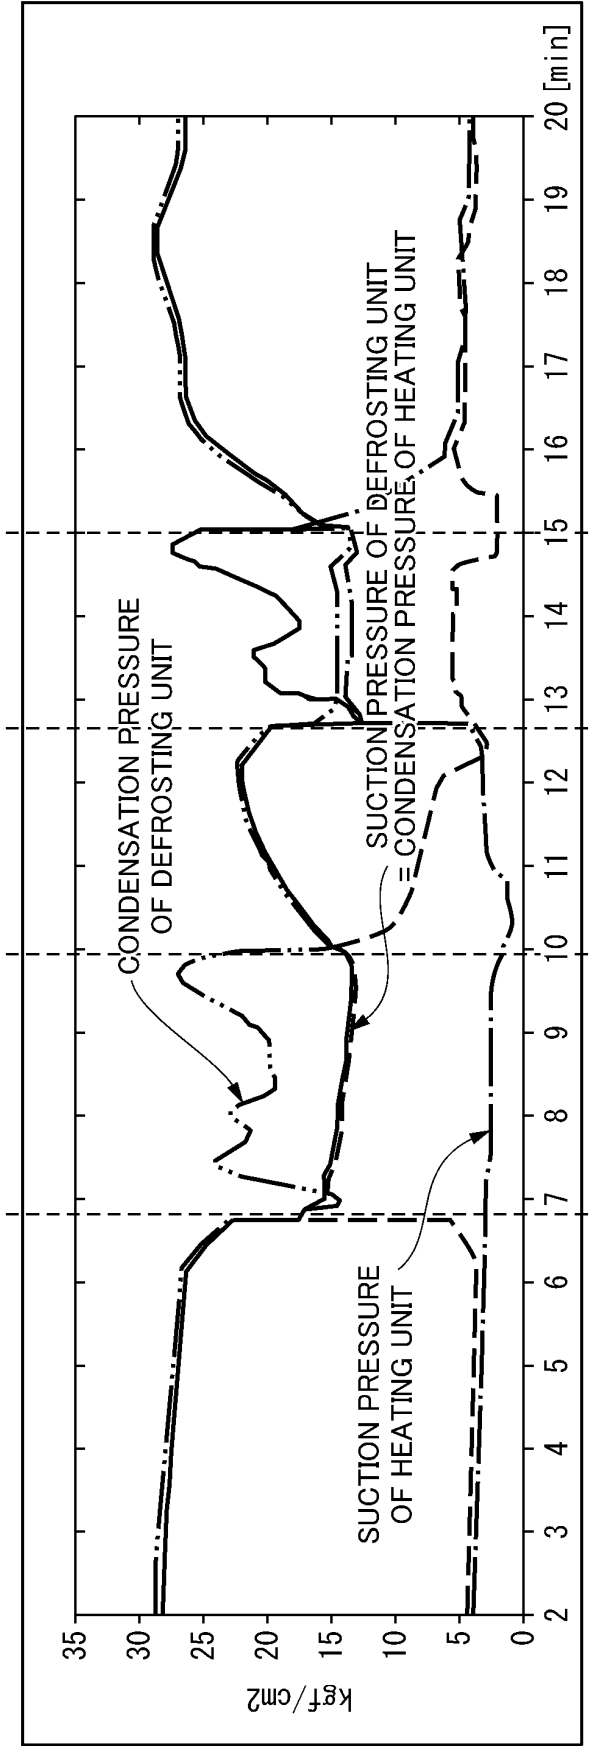 kgf/cm2
35
30
25
20
15
10
5
0
CONDENSATION PRESSURE
OF DEFROSTING UNIT
SUCTION PRESSURE OF DEFROSTING UNIT
= CONDENSATION PRESSURE OF HEATING UNIT
SUCTION PRESSURE
OF HEATING UNIT
2 3 4 5 6 7 8 9 10 11 12 13 14 15 16 17 18 19 20 [min]